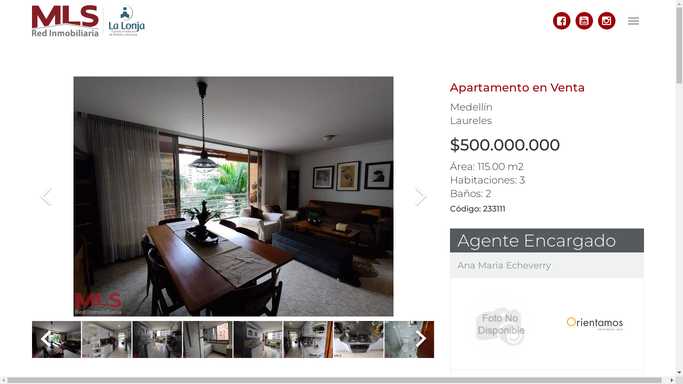 MLS
Red Inmobiliaria
La Lonja
Apartamento en Venta
Medellín
Laureles
$500.000.000
Área: 115.00 m2
Habitaciones: 3
Baños: 2
Código: 233111
Agente Encargado
Ana Maria Echeverry
Foto No
Disponible
Orientamos
MLS
Red Inmobiliaria